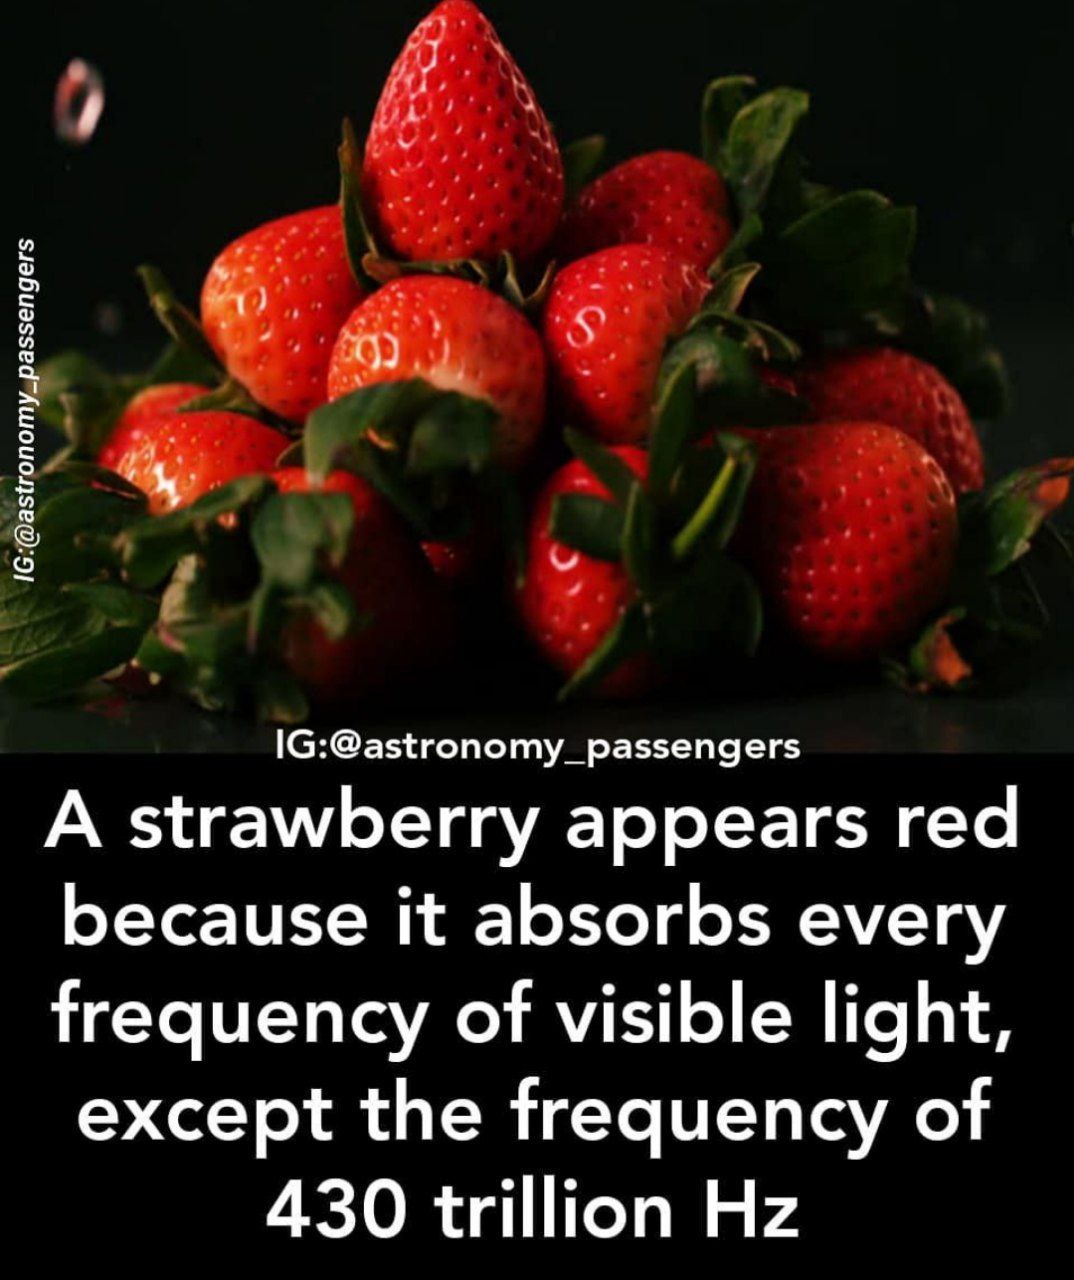 IG:@astronomy_passengers
IG:@astronomy_passengers
A strawberry appears red
because it absorbs every
frequency of visible light,
except the frequency of
430 trillion Hz